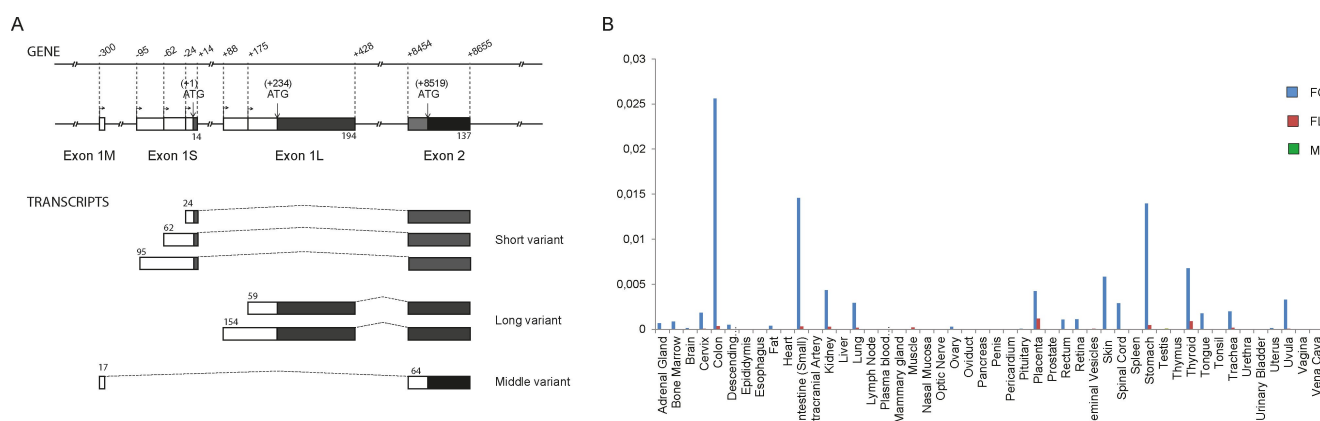 A
GENE
-300
-95
-62
-24
+14
+88
+175
+428
+8454
+8655
(+1)
ATG
(+234)
ATG
(+8519)
ATG
14
194
137
Exon 1M
Exon 1S
Exon 1L
Exon 2
TRANSCRIPTS
24
62
Short variant
95
59
Long variant
154
17
64
Middle variant
B
0,03
0,025
0,02
0,015
0,01
0,005
0
FL
M
Adrenal Gland
Bone Marrow
Brain
Cervix
Colon
Descending.
Epididymis
Esophagus
Fat
Heart
ntestine (Small)
tracranial Artery
Kidney
Liver
Lung
Lymph Node
Plasma blood.
Mammary gland
Muscle
Nasal Mucosa
Optic Nerve
Ovary
Oviduct
Pancreas
Penis
Pericardium
Pituitary
Placenta
Prostate
Rectum
Retina
eminal Vesicles
Skin
Spinal Cord
Spleen
Stomach
Testis
Thymus
Thyroid
Tongue
Tonsil
Trachea
Urethra
Urinary Bladder
Uterus
Uvula
Vagina
Vena Cava